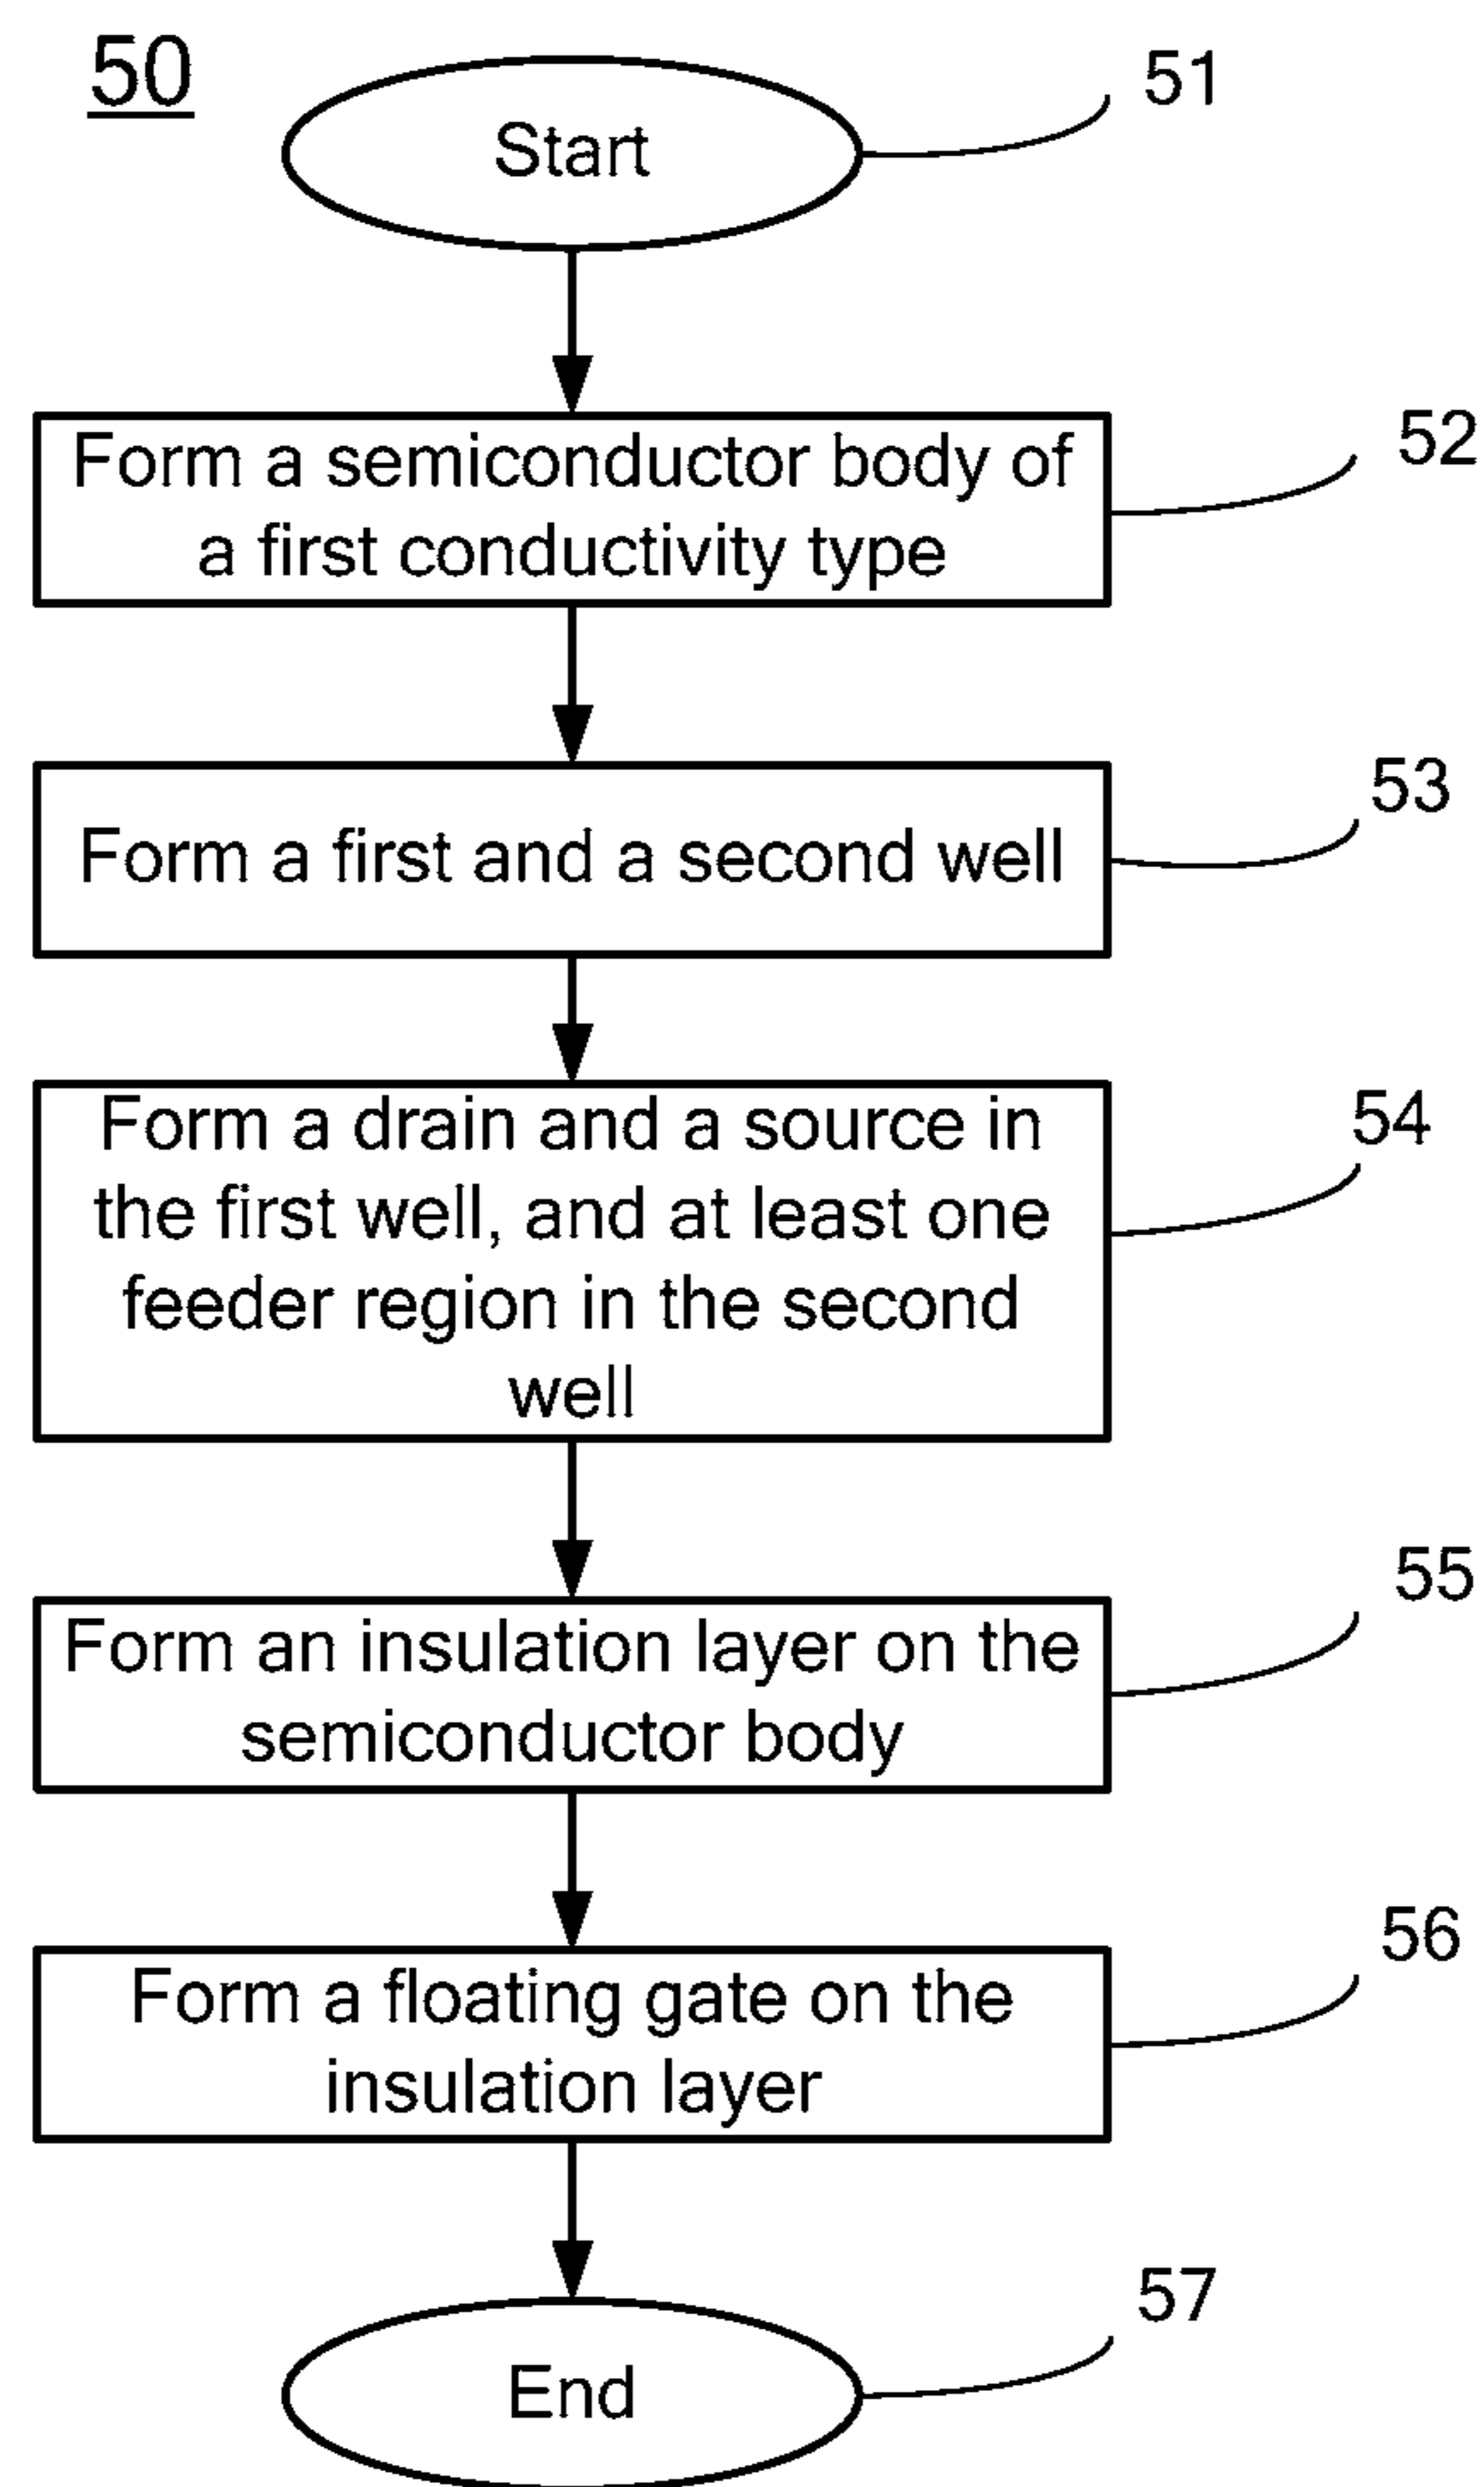 50
51
Start
52
Form a semiconductor body of
a first conductivity type
53
Form a first and a second well
54
Form a drain and a source in
the first well, and at least one
feeder region in the second
well
55
Form an insulation layer on the
semiconductor body
56
Form a floating gate on the
insulation layer
57
End